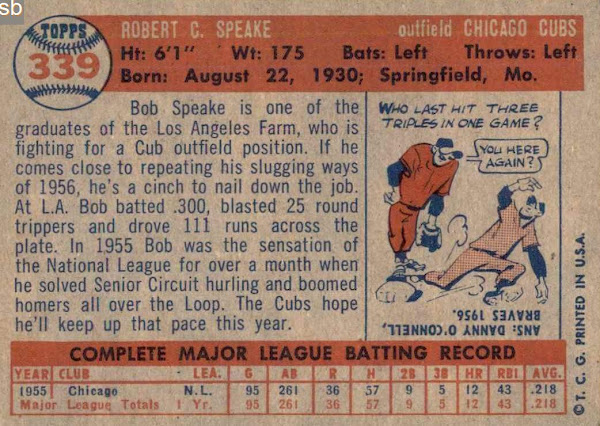 sb
TOPPS
339
ROBERT C. SPEAKE outfield CHICAGO CUBS
Ht: 6'1" Wt: 175 Bats: Left Throws: Left
Born: August 22, 1930; Springfield, Mo.
Bob Speake is one of the
graduates of the Los Angeles Farm, who is
fighting for a Cub outfield position. If he
comes close to repeating his slugging ways
of 1956, he's a cinch to nail down the job.
At L.A. Bob batted .300, blasted 25 round
trippers and drove 111 runs across the
plate. In 1955 Bob was the sensation of
the National League for over a month when
he solved Senior Circuit hurling and boomed
homers all over the Loop. The Cubs hope
he'll keep up that pace this year.
WHO LAST HIT THREE
TRIPLES IN ONE GAME?
YOU HERE
AGAIN?
ANS: DANNY O'CONNELL,
BRAVES 1956.
COMPLETE MAJOR LEAGUE BATTING RECORD
YEAR CLUB LEA. G AB R H 2B 3B HR RBI AVG.
1955 Chicago N.L. 95 261 36 57 9 5 12 43 .218
Major League Totals 1 Yr. 95 261 36 57 9 5 12 43 .218
© T. C. G. PRINTED IN U.S.A.